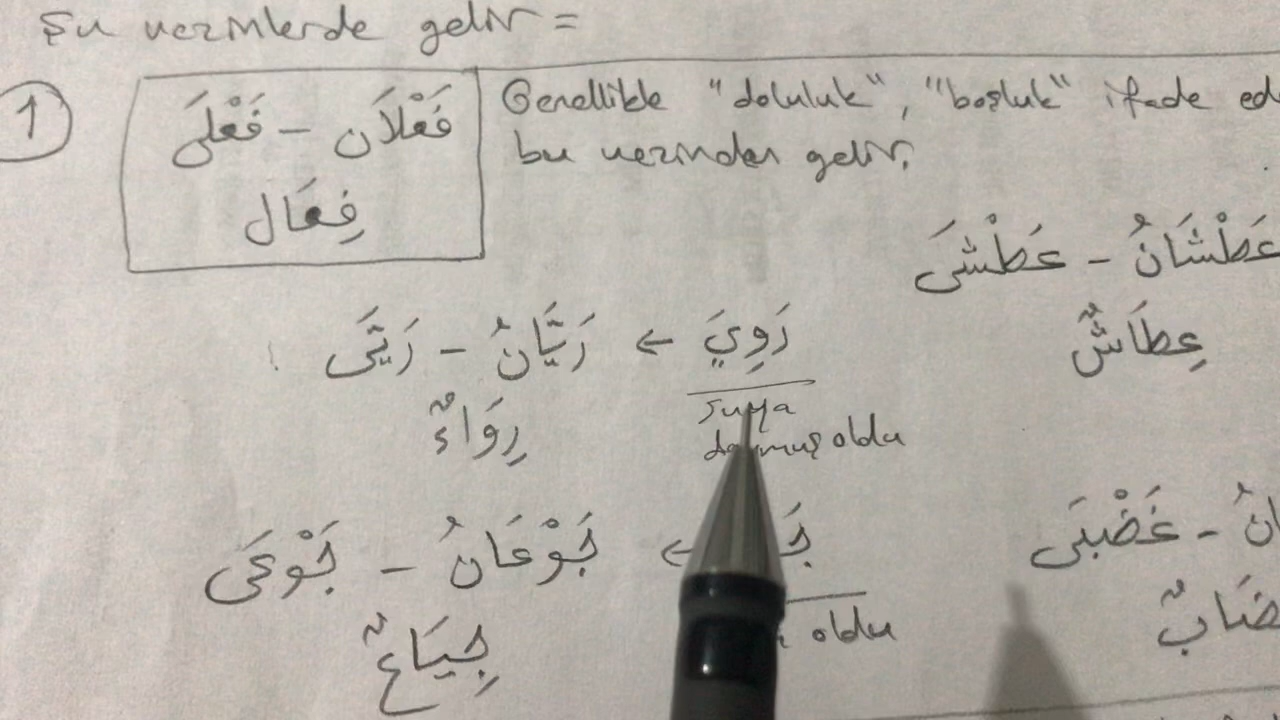 Şu vezinlerde gelir =
1
فَعْلَان – فَعْلَى
فِعَال
Genellikle "doluluk", "boşluk" ifade
bu vezinden gelir.
عَطْشَانُ – عَطْشَى
عِطَاشٌ
رَوِيَ ← رَيَّانُ – رَيَّى
suya
doymuş oldu
رِوَاءٌ
غَضْبَى
جَوْعَانُ – جَوْعَى
oldu
جِيَاعٌ